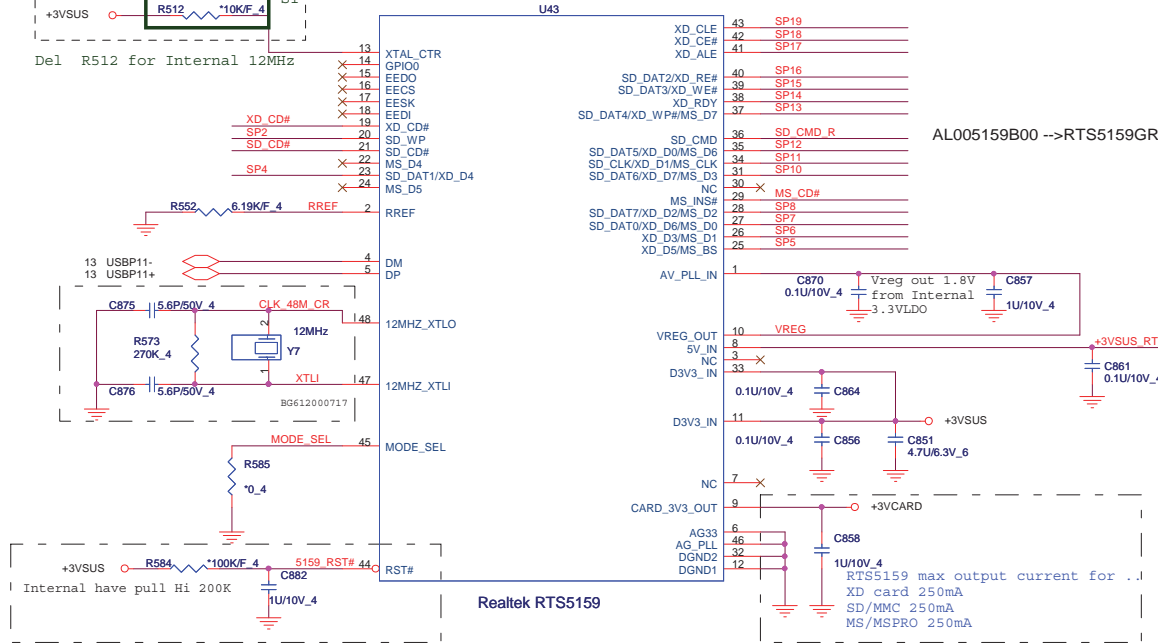 +3VSUS R512 *10K/F_4
Del R512 for Internal 12MHz
U43
13 XTAL_CTR
14 GPIO0
15 EEDO
16 EECS
17 EESK
18 EEDI
XD_CD# 19 XD_CD#
SP2 20 SD_WP
SD_CD# 21 SD_CD#
22 MS_D4
SP4 23 SD_DAT1/XD_D4
24 MS_D5
R552 6.19K/F_4 RREF 2 RREF
13 USBP11- 4 DM
13 USBP11+ 5 DP
C875 5.6P/50V_4 CLK_48M_CR
48 12MHZ_XTLO
R573
270K_4
2
12MHz
Y7
1
C876 5.6P/50V_4 XTLI 47 12MHZ_XTLI
BG612000717
MODE_SEL 45 MODE_SEL
R585
*0_4
+3VSUS R584 *100K/F_4 5159_RST# 44 RST#
Internal have pull Hi 200K
C882
1U/10V_4
Realtek RTS5159
XD_CLE 43 SP19
XD_CE# 42 SP18
XD_ALE 41 SP17
SD_DAT2/XD_RE# 40 SP16
SD_DAT3/XD_WE# 39 SP15
XD_RDY 38 SP14
SD_DAT4/XD_WP#/MS_D7 37 SP13
SD_CMD 36 SD_CMD_R
SD_DAT5/XD_D0/MS_D6 35 SP12
SD_CLK/XD_D1/MS_CLK 34 SP11
SD_DAT6/XD_D7/MS_D3 31 SP10
NC 30
MS_INS# 29 MS_CD#
SD_DAT7/XD_D2/MS_D2 28 SP8
SD_DAT0/XD_D6/MS_D0 27 SP7
XD_D3/MS_D1 26 SP6
XD_D5/MS_BS 25 SP5
AL005159B00 -->RTS5159GR
AV_PLL_IN 1
C870
0.1U/10V_4
Vreg out 1.8V
from Internal
3.3VLDO
C857
1U/10V_4
VREG_OUT 10 VREG
5V_IN 8 +3VSUS_RT
NC 3
C861
0.1U/10V_4
D3V3_IN 33
0.1U/10V_4 C864
D3V3_IN 11 +3VSUS
0.1U/10V_4 C856
C851
4.7U/6.3V_6
NC 7
CARD_3V3_OUT 9 +3VCARD
AG33 6
AG_PLL 46
DGND2 32
DGND1 12
C858
1U/10V_4
RTS5159 max output current for ..
XD card 250mA
SD/MMC 250mA
MS/MSPRO 250mA